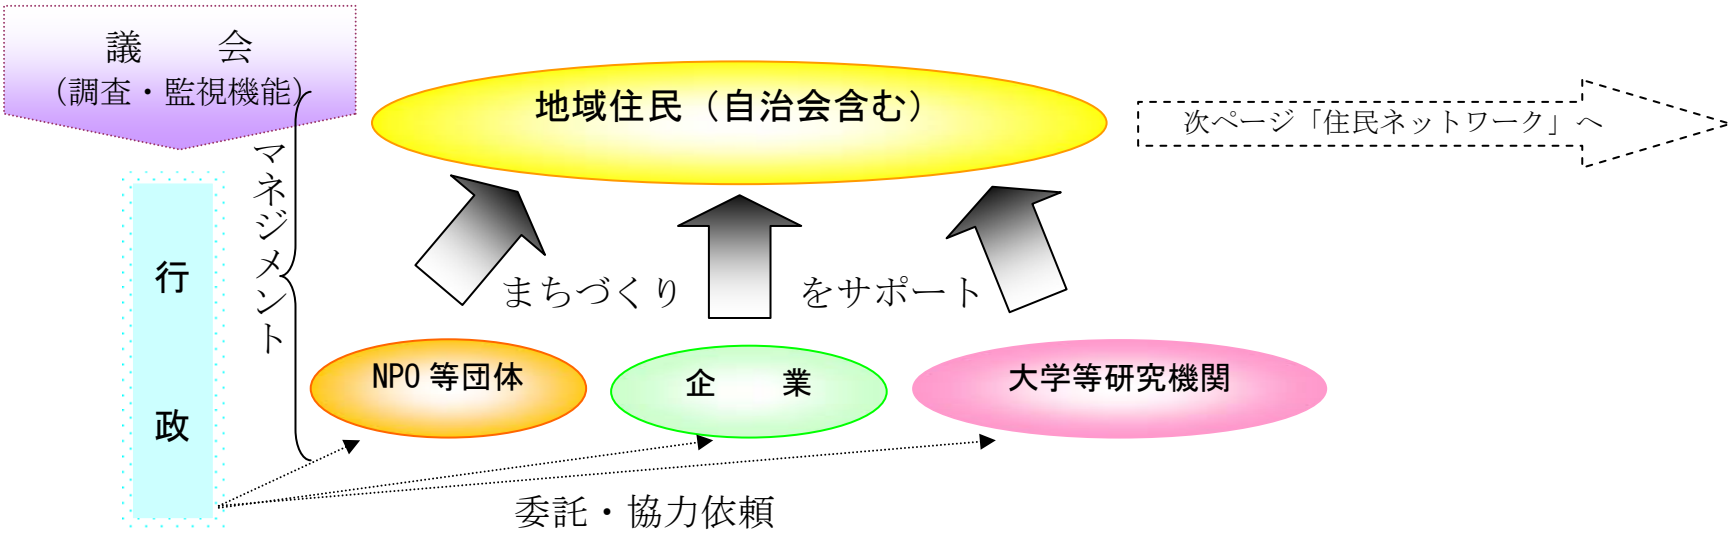 議　会
（調査・監視機能）
地域住民（自治会含む）
次ページ「住民ネットワーク」へ
マネジメント
行政
まちづくり　をサポート
NPO等団体
企　業
大学等研究機関
委託・協力依頼